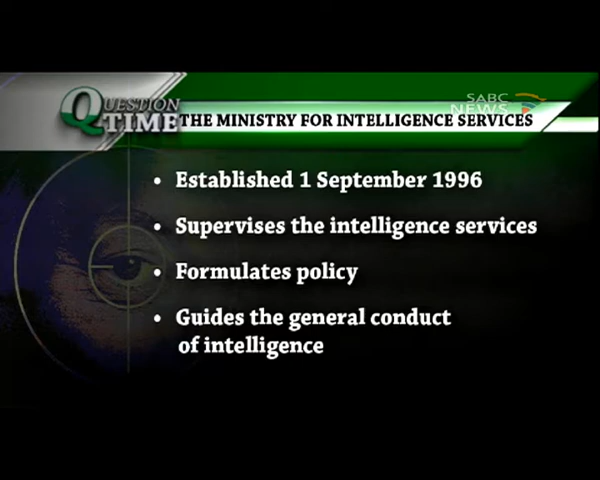 SABC
NEWS
QUESTION
TIME
THE MINISTRY FOR INTELLIGENCE SERVICES
• Established 1 September 1996
• Supervises the intelligence services
• Formulates policy
• Guides the general conduct
of intelligence